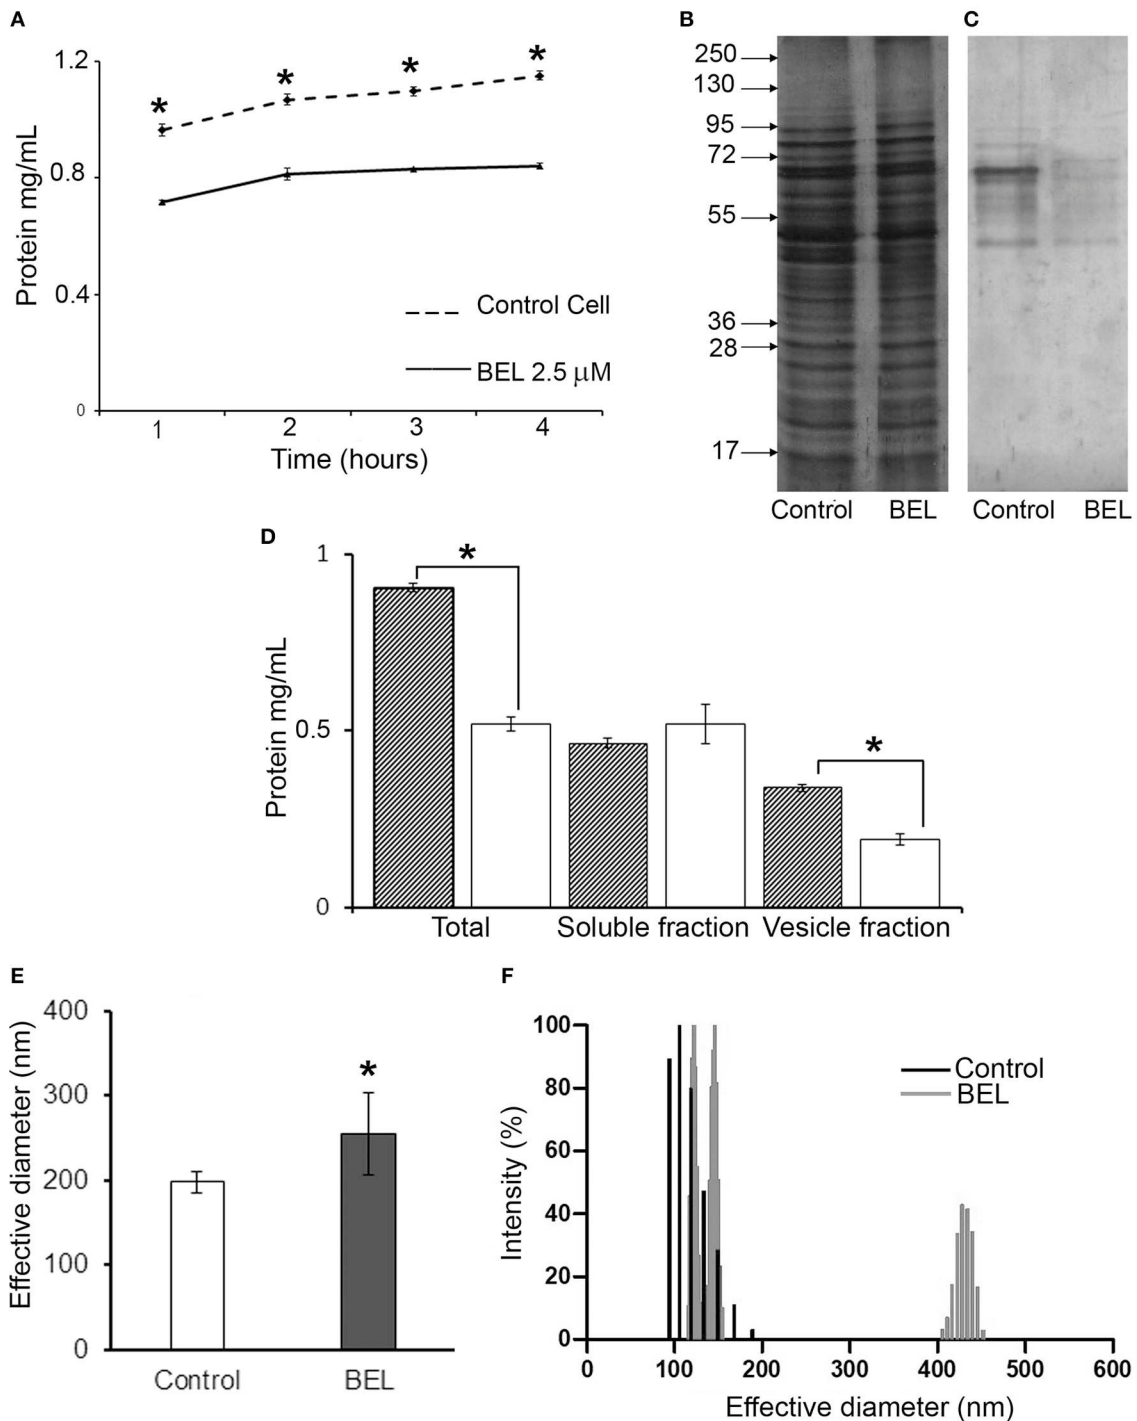 A
1.2
0.8
0.4
0
Protein mg/mL
* * * *
Control Cell
BEL 2.5 μM
1 2 3 4
Time (hours)
B
250
130
95
72
55
36
28
17
Control BEL
C
Control BEL
D
1
0.5
0
Protein mg/mL
* *
Total Soluble fraction Vesicle fraction
E
400
300
200
100
0
Effective diameter (nm)
*
Control BEL
F
100
80
60
40
20
0
Intensity (%)
Control
BEL
0 100 200 300 400 500 600
Effective diameter (nm)